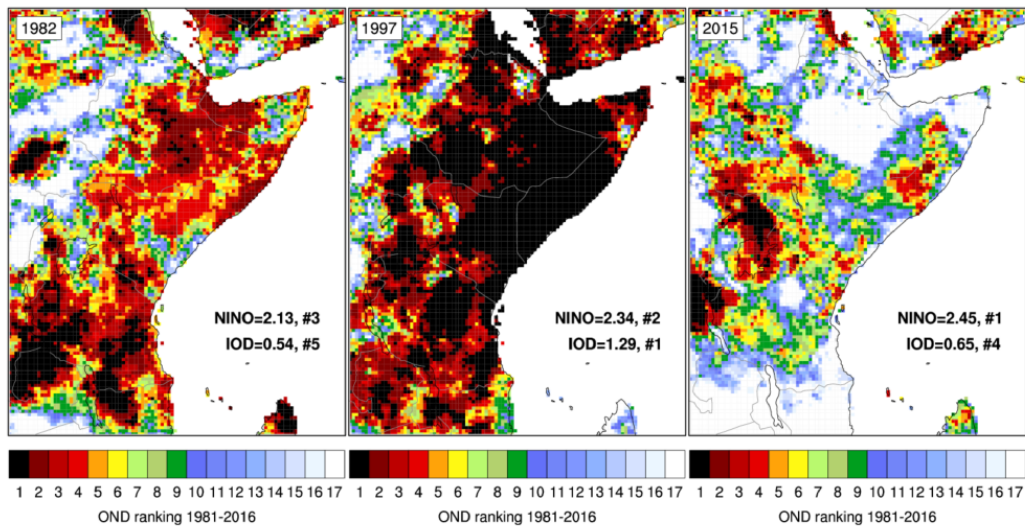 1982
NINO=2.13, #3
IOD=0.54, #5
1 2 3 4 5 6 7 8 9 10 11 12 13 14 15 16 17
OND ranking 1981-2016
1997
NINO=2.34, #2
IOD=1.29, #1
1 2 3 4 5 6 7 8 9 10 11 12 13 14 15 16 17
OND ranking 1981-2016
2015
NINO=2.45, #1
IOD=0.65, #4
1 2 3 4 5 6 7 8 9 10 11 12 13 14 15 16 17
OND ranking 1981-2016